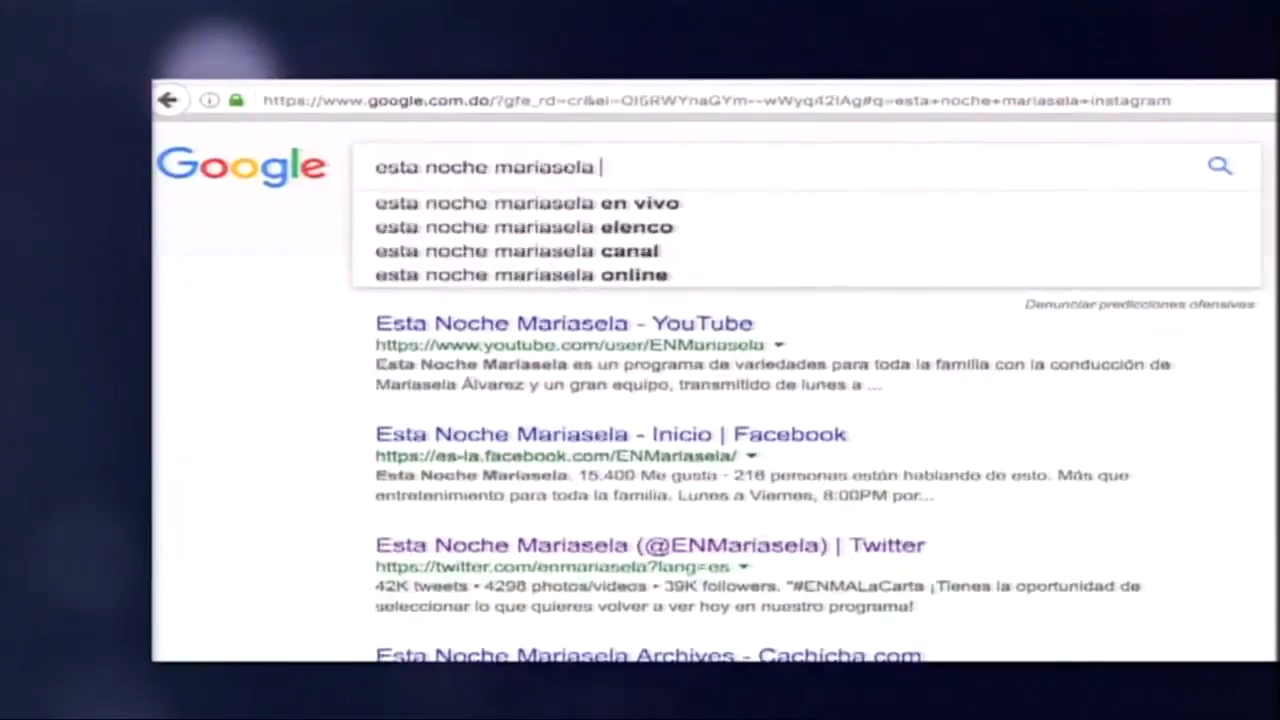 https://www.google.com.do/?gfe_rd=cr&ei=OI5RWYnaGYm--wWyq42IAg#q=esta+noche+mariasela+instagram
Google
esta noche mariasela
esta noche mariasela en vivo
esta noche mariasela elenco
esta noche mariasela canal
esta noche mariasela online
Denunciar predicciones ofensivas
Esta Noche Mariasela - YouTube
https://www.youtube.com/user/ENMariasela
Esta Noche Mariasela es un programa de variedades para toda la familia con la conducción de
Mariasela Álvarez y un gran equipo, transmitido de lunes a ...
Esta Noche Mariasela - Inicio | Facebook
https://es-la.facebook.com/ENMariasela/
Esta Noche Mariasela. 15.400 Me gusta · 216 personas están hablando de esto. Más que
entretenimiento para toda la familia. Lunes a Viernes, 8:00PM por...
Esta Noche Mariasela (@ENMariasela) | Twitter
https://twitter.com/enmariasela?lang=es
42K tweets • 4298 photos/videos • 39K followers. "#ENMALaCarta ¡Tienes la oportunidad de
seleccionar lo que quieres volver a ver hoy en nuestro programa!
Esta Noche Mariasela Archives - Cachicha.com